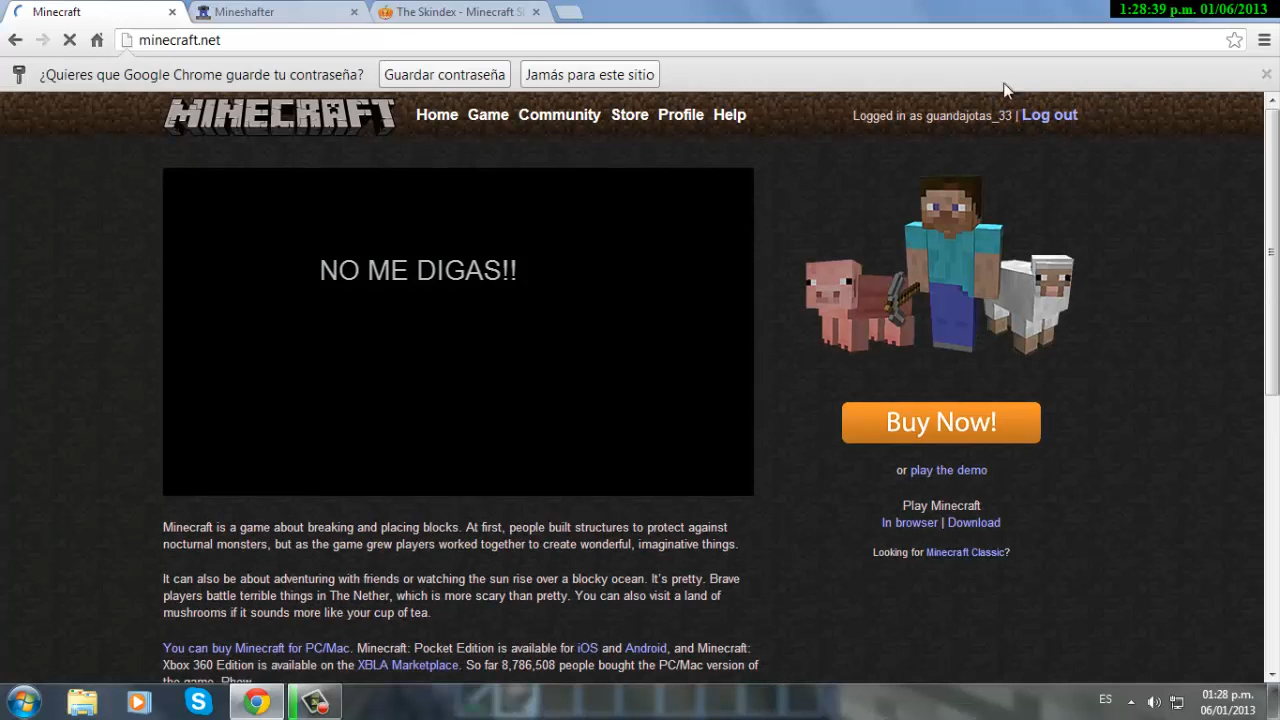 Minecraft
Mineshafter
The Skindex - Minecraft S
1:28:39 p.m. 01/06/2013
minecraft.net
¿Quieres que Google Chrome guarde tu contraseña?
Guardar contraseña
Jamás para este sitio
MINECRAFT
Home Game Community Store Profile Help
Logged in as guandajotas_33 | Log out
NO ME DIGAS!!
Buy Now!
or play the demo
Play Minecraft
In browser | Download
Looking for Minecraft Classic?
Minecraft is a game about breaking and placing blocks. At first, people built structures to protect against
nocturnal monsters, but as the game grew players worked together to create wonderful, imaginative things.
It can also be about adventuring with friends or watching the sun rise over a blocky ocean. It's pretty. Brave
players battle terrible things in The Nether, which is more scary than pretty. You can also visit a land of
mushrooms if it sounds more like your cup of tea.
You can buy Minecraft for PC/Mac. Minecraft: Pocket Edition is available for iOS and Android, and Minecraft:
Xbox 360 Edition is available on the XBLA Marketplace. So far 8,786,508 people bought the PC/Mac version of
the game. Phew.
ES
01:28 p.m.
06/01/2013